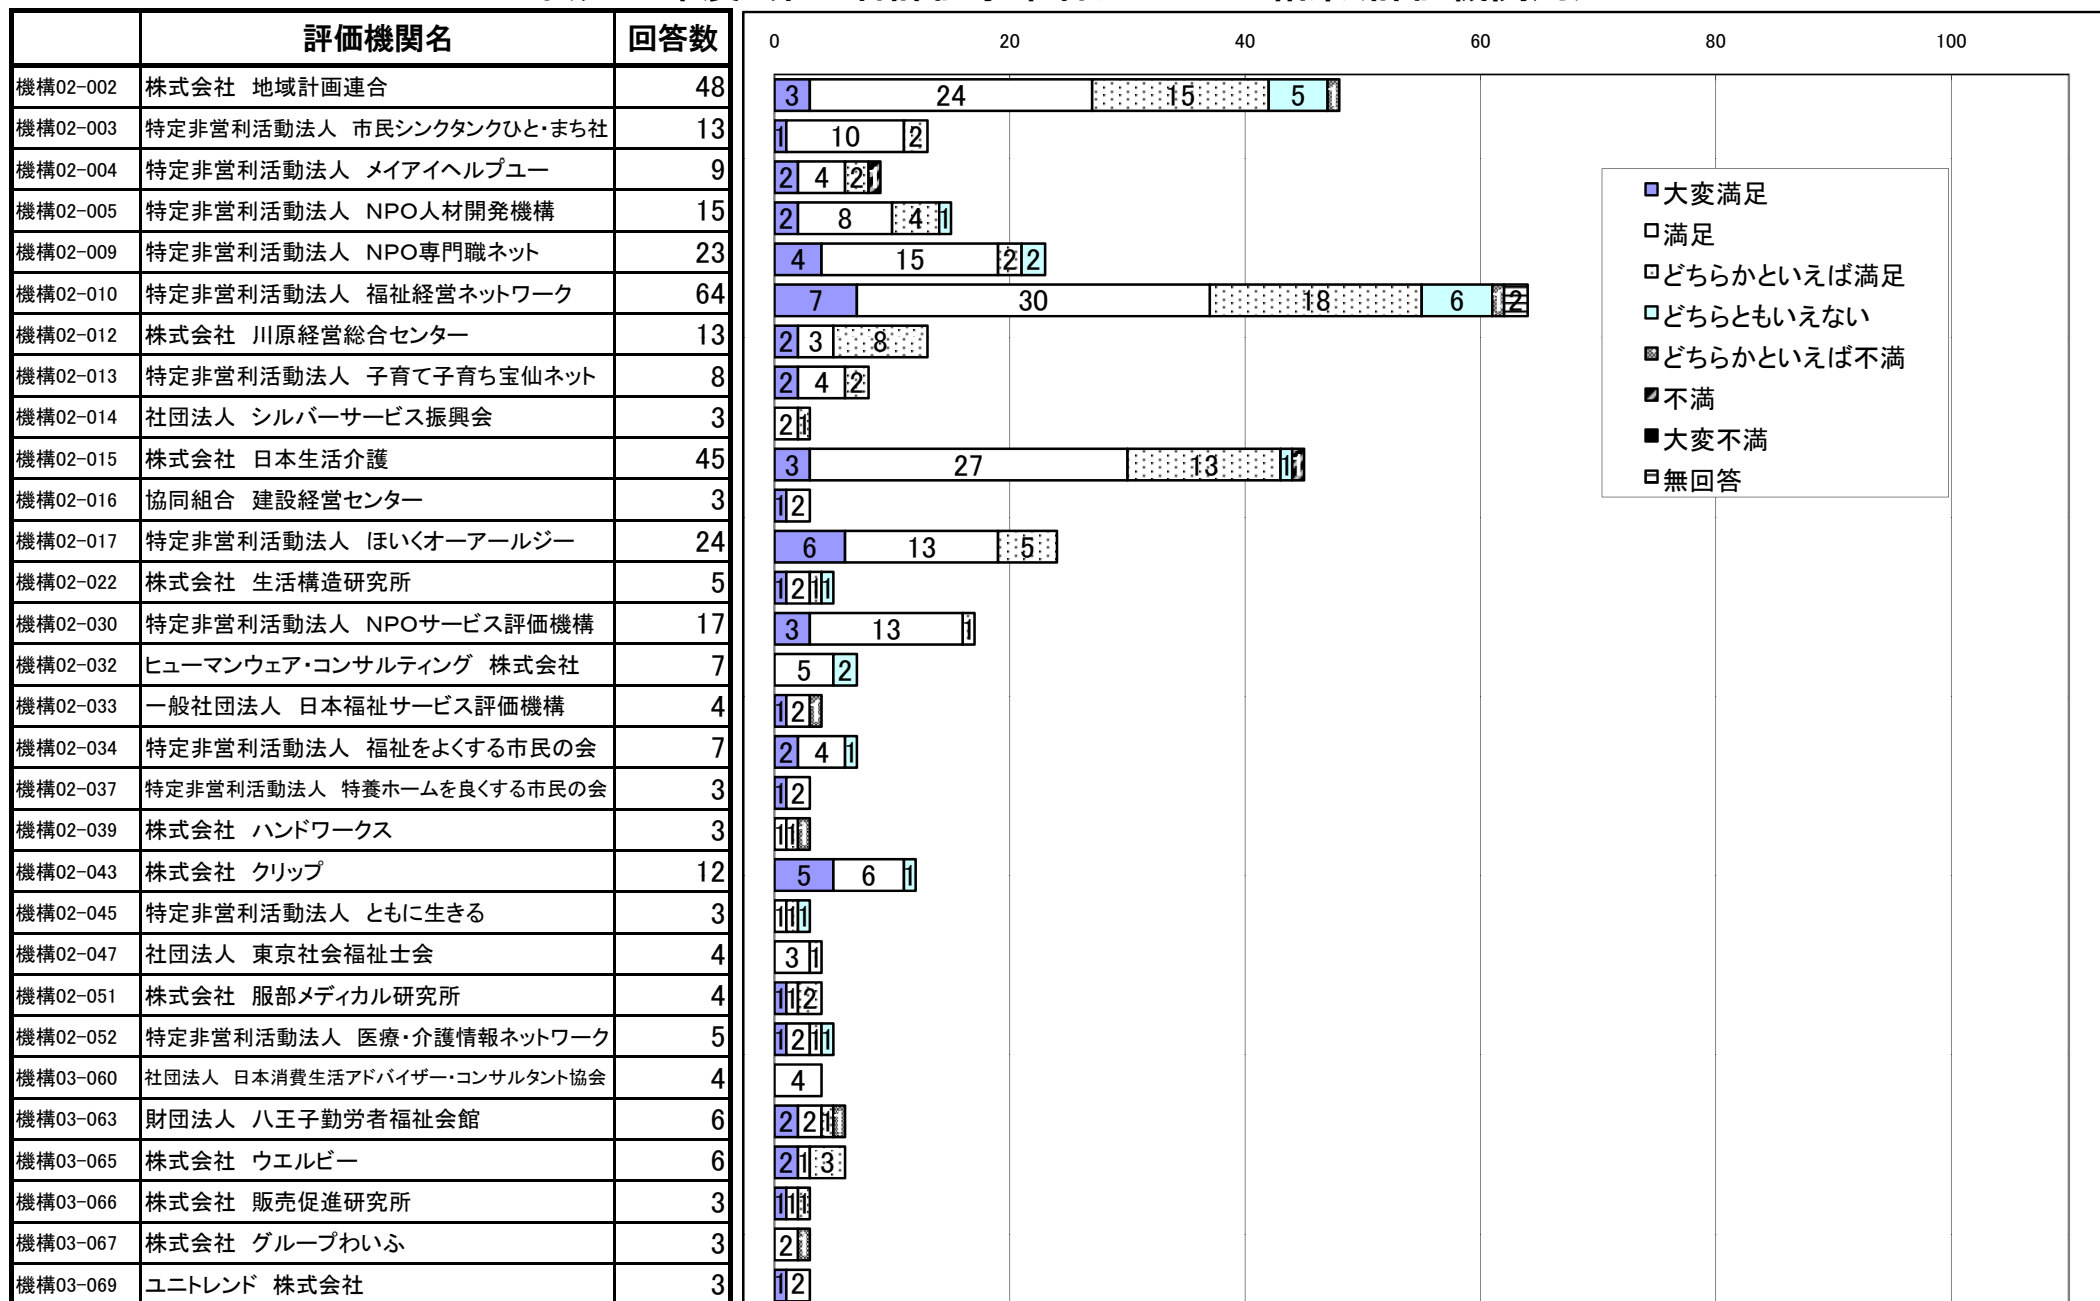 評価機関名 回答数 0 20 40 60 80 100
機構02-002 株式会社 地域計画連合 48 3 24 15 5 1
機構02-003 特定非営利活動法人 市民シンクタンクひと・まち社 13 1 10 2
機構02-004 特定非営利活動法人 メイアイヘルプユー 9 2 4 2 1
機構02-005 特定非営利活動法人 NPO人材開発機構 15 2 8 4 1
機構02-009 特定非営利活動法人 NPO専門職ネット 23 4 15 2 2
機構02-010 特定非営利活動法人 福祉経営ネットワーク 64 7 30 18 6 1 2
機構02-012 株式会社 川原経営総合センター 13 2 3 8
機構02-013 特定非営利活動法人 子育て子育ち宝仙ネット 8 2 4 2
機構02-014 社団法人 シルバーサービス振興会 3 2 1
機構02-015 株式会社 日本生活介護 45 3 27 13 1 1
機構02-016 協同組合 建設経営センター 3 1 2
機構02-017 特定非営利活動法人 ほいくオーアールジー 24 6 13 5
機構02-022 株式会社 生活構造研究所 5 1 2 1 1
機構02-030 特定非営利活動法人 NPOサービス評価機構 17 3 13 1
機構02-032 ヒューマンウェア・コンサルティング 株式会社 7 5 2
機構02-033 一般社団法人 日本福祉サービス評価機構 4 1 2 1
機構02-034 特定非営利活動法人 福祉をよくする市民の会 7 2 4 1
機構02-037 特定非営利活動法人 特養ホームを良くする市民の会 3 1 2
機構02-039 株式会社 ハンドワークス 3 1 1 1
機構02-043 株式会社 クリップ 12 5 6 1
機構02-045 特定非営利活動法人 ともに生きる 3 1 1 1
機構02-047 社団法人 東京社会福祉士会 4 3 1
機構02-051 株式会社 服部メディカル研究所 4 1 1 2
機構02-052 特定非営利活動法人 医療・介護情報ネットワーク 5 1 2 1 1
機構03-060 社団法人 日本消費生活アドバイザー・コンサルタント協会 4 4
機構03-063 財団法人 八王子勤労者福祉会館 6 2 2 1 1
機構03-065 株式会社 ウエルビー 6 2 1 3
機構03-066 株式会社 販売促進研究所 3 1 1 1
機構03-067 株式会社 グループわいふ 3 2 1
機構03-069 ユニトレンド 株式会社 3 1 2
大変満足
満足
どちらかといえば満足
どちらともいえない
どちらかといえば不満
不満
大変不満
無回答